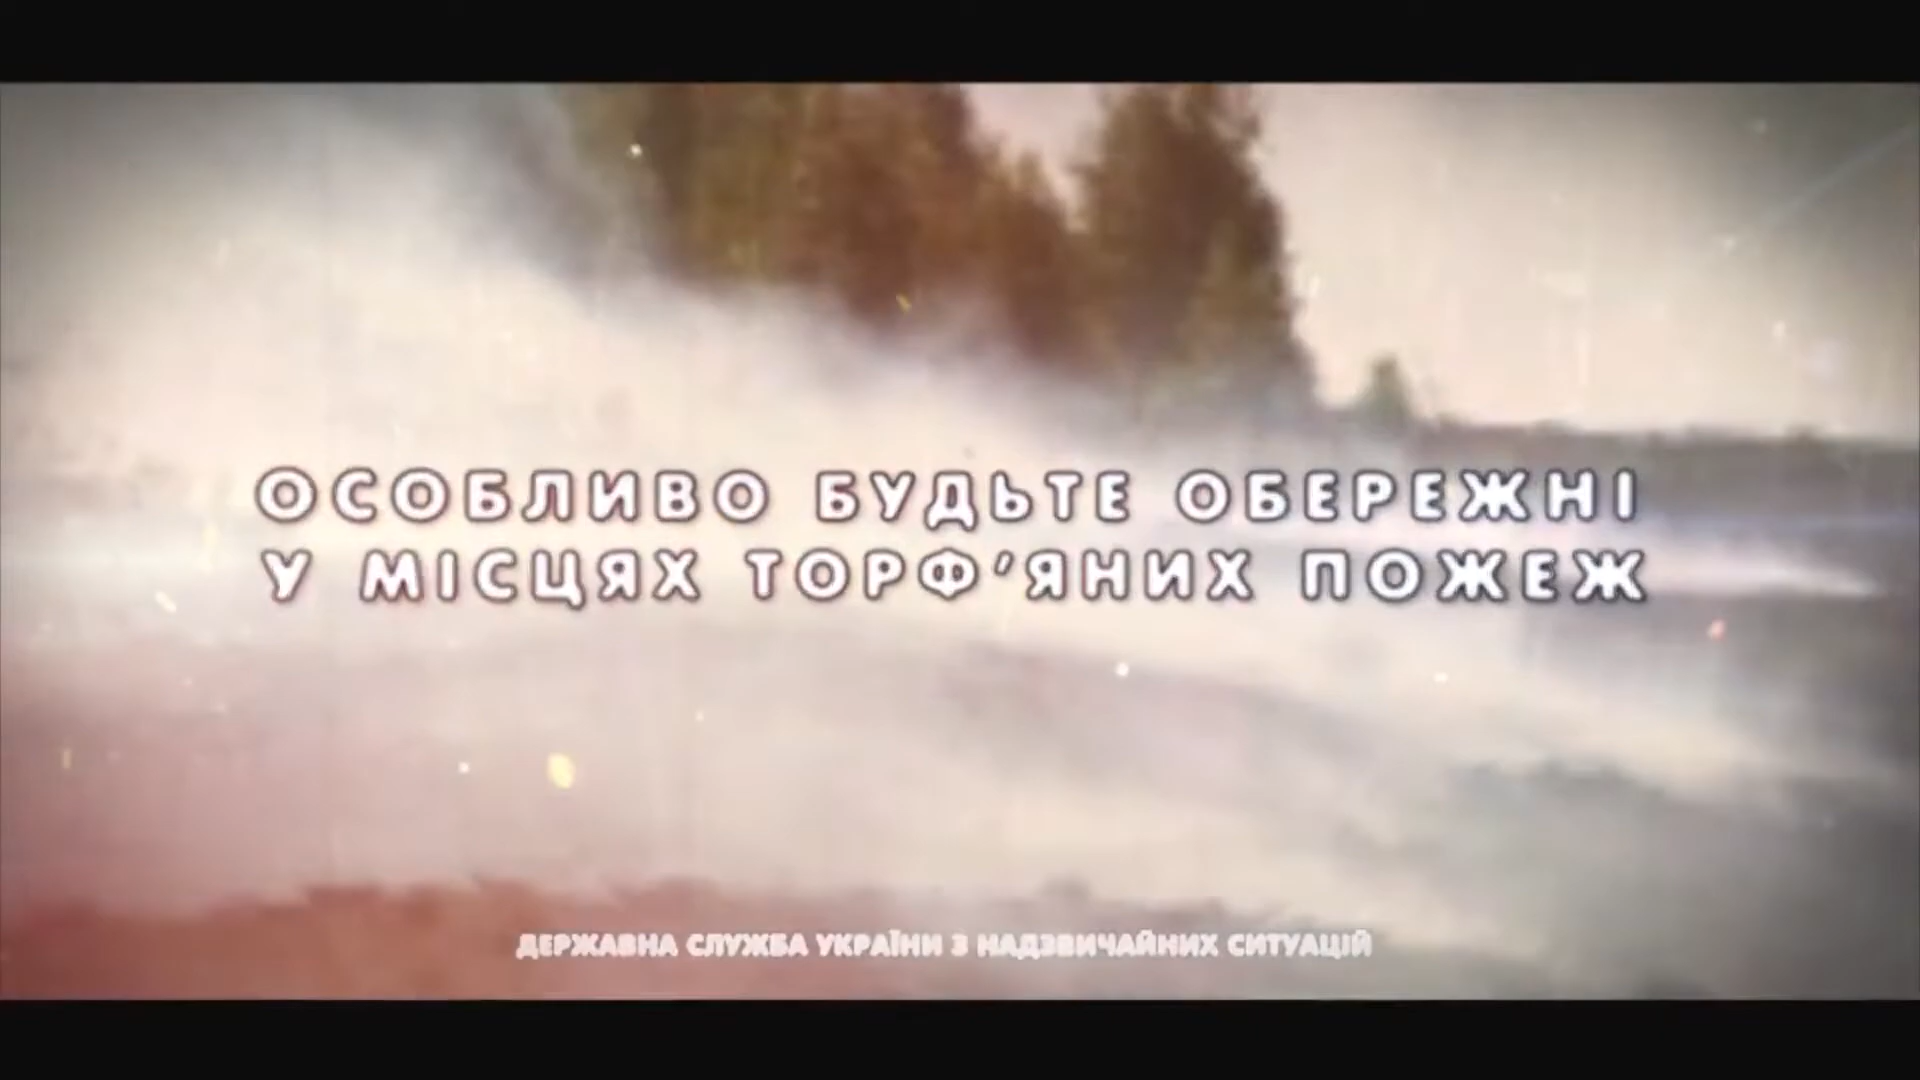 ОСОБЛИВО БУДЬТЕ ОБЕРЕЖНІ
У МІСЦЯХ ТОРФ'ЯНИХ ПОЖЕЖ
ДЕРЖАВНА СЛУЖБА УКРАЇНИ З НАДЗВИЧАЙНИХ СИТУАЦІЙ